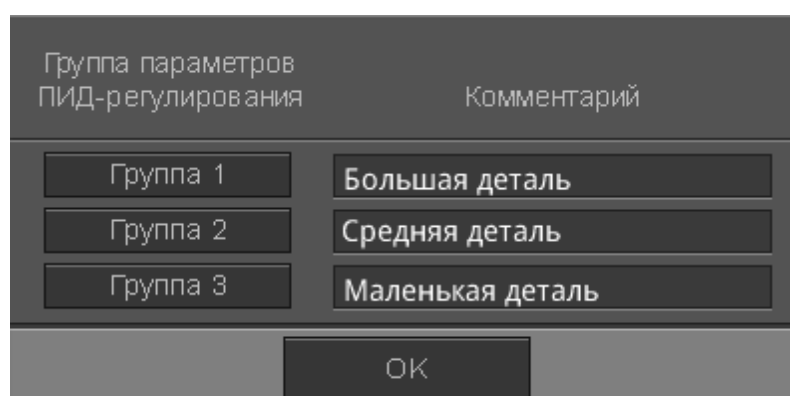 Группа параметров
ПИД-регулирования
Комментарий
Группа 1
Большая деталь
Группа 2
Средняя деталь
Группа 3
Маленькая деталь
OK